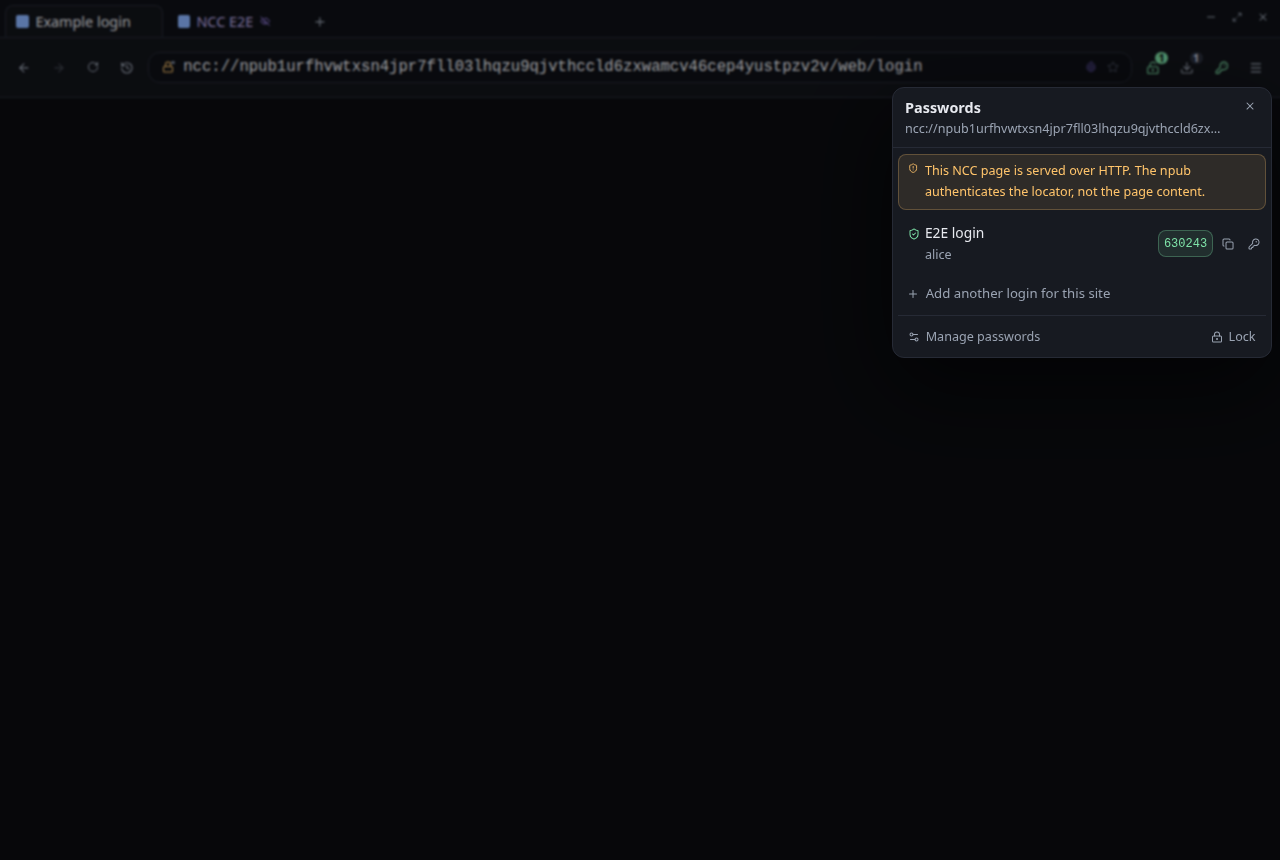 Example login
NCC E2E
ncc://npub1urfhvwtxsn4jpr7fll03lhqzu9qjvthccld6zxwamcv46cep4yustpzv2v/web/login
1
1
Passwords
ncc://npub1urfhvwtxsn4jpr7fll03lhqzu9qjvthccld6zx...
This NCC page is served over HTTP. The npub
authenticates the locator, not the page content.
E2E login
630243
alice
Add another login for this site
Manage passwords
Lock